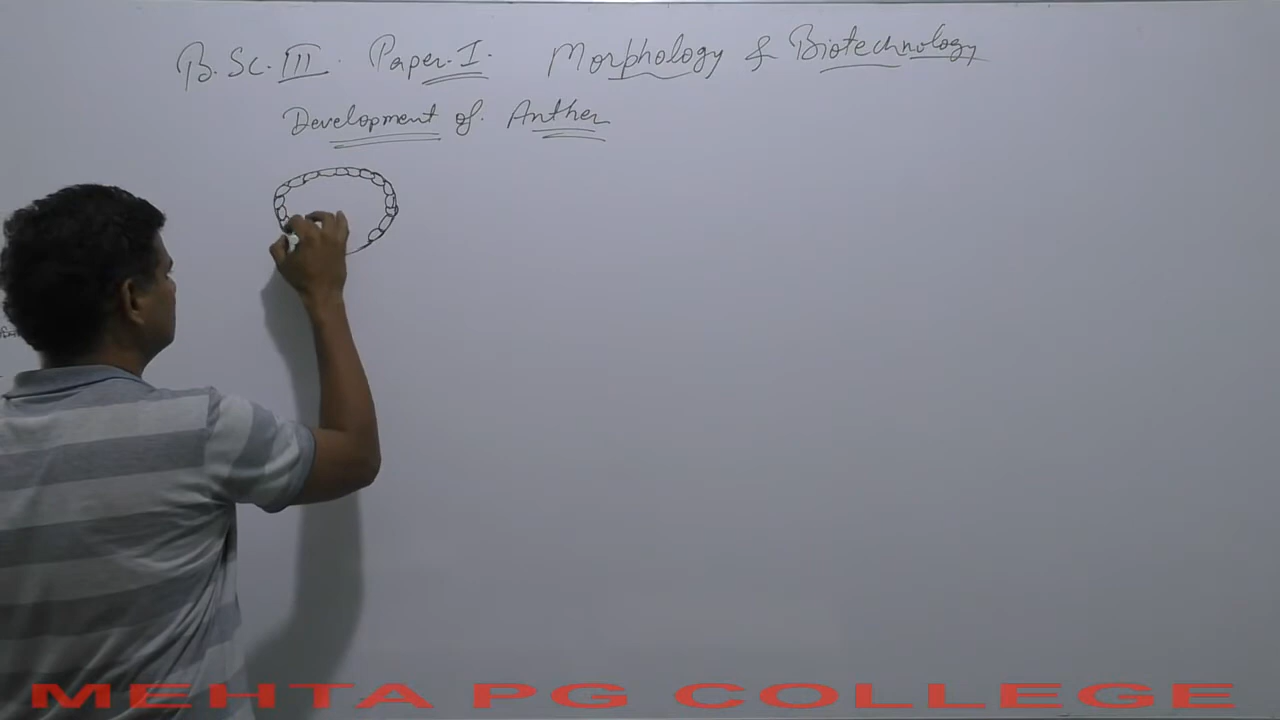 B.Sc. III. Paper. I. Morphology & Biotechnology
Development of. Anther
MEHTA PG COLLEGE